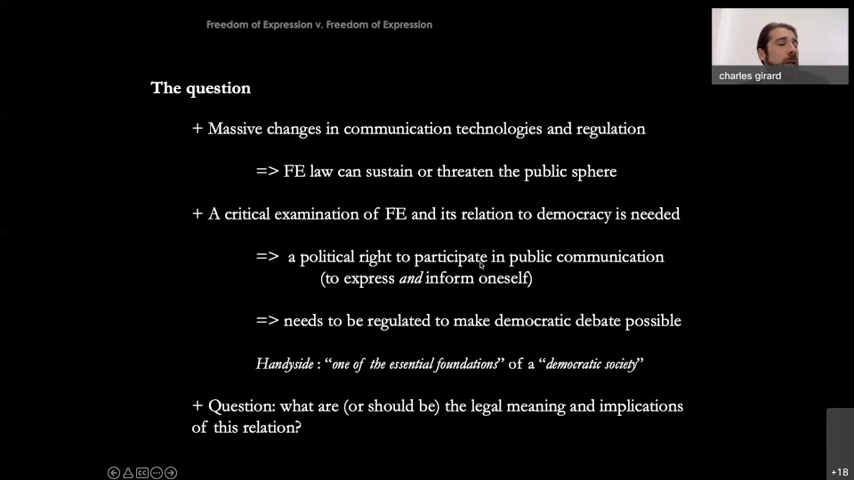 Freedom of Expression v. Freedom of Expression
charles girard
The question
+ Massive changes in communication technologies and regulation
=> FE law can sustain or threaten the public sphere
+ A critical examination of FE and its relation to democracy is needed
=> a political right to participate in public communication
(to express and inform oneself)
=> needs to be regulated to make democratic debate possible
Handyside : “one of the essential foundations” of a “democratic society”
+ Question: what are (or should be) the legal meaning and implications
of this relation?
CC
+18